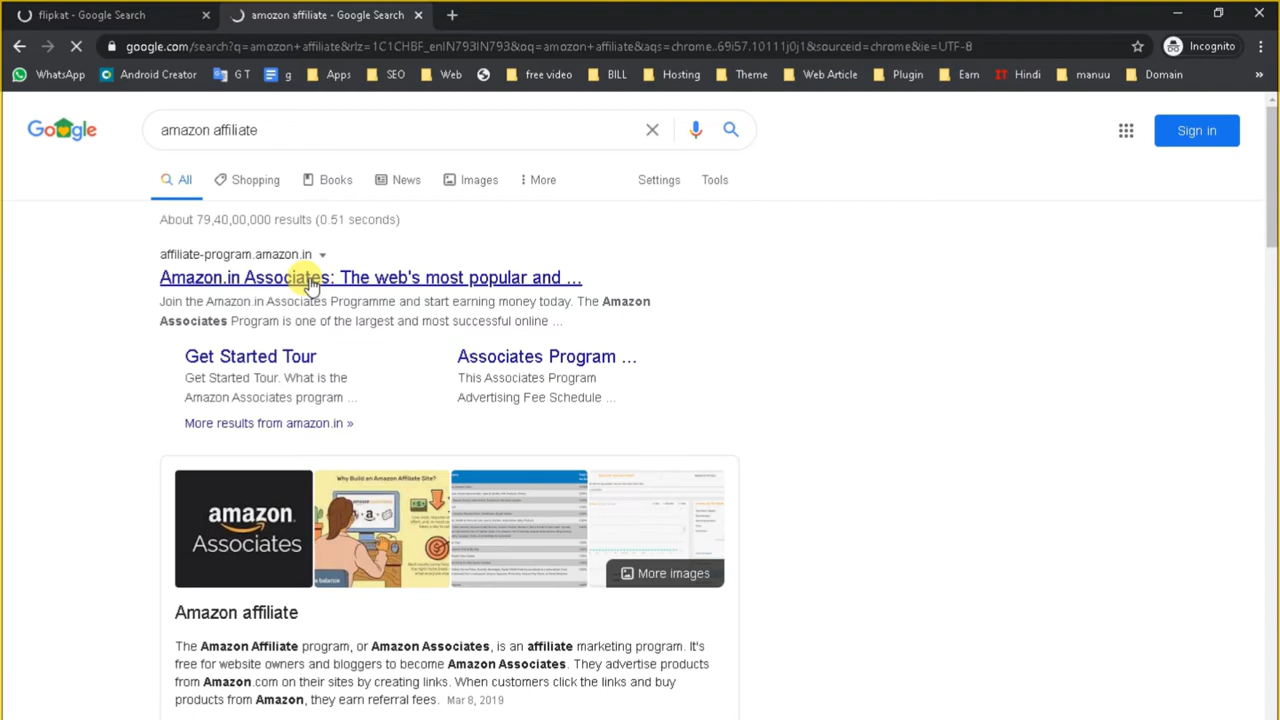 flipkat - Google Search
amozon affiliate - Google Search
google.com/search?q=amozon+affiliate&rlz=1C1CHBF_enIN793IN793&oq=amozon+affiliate&aqs=chrome..69i57.10111j0j1&sourceid=chrome&ie=UTF-8
Incognito
WhatsApp Android Creator G T g Apps SEO Web free video BILL Hosting Theme Web Article Plugin Earn Hindi manuu Domain »
Google
amazon affiliate
Sign in
All Shopping Books News Images More Settings Tools
About 79,40,00,000 results (0.51 seconds)
affiliate-program.amazon.in
Amazon.in Associates: The web's most popular and ...
Join the Amazon.in Associates Programme and start earning money today. The Amazon
Associates Program is one of the largest and most successful online ...
Get Started Tour
Get Started Tour. What is the
Amazon Associates program ...
Associates Program ...
This Associates Program
Advertising Fee Schedule ...
More results from amazon.in »
amazon
Associates
Why Build an Amazon Affiliate Site?
More images
Amazon affiliate
The Amazon Affiliate program, or Amazon Associates, is an affiliate marketing program. It's
free for website owners and bloggers to become Amazon Associates. They advertise products
from Amazon.com on their sites by creating links. When customers click the links and buy
products from Amazon, they earn referral fees. Mar 8, 2019